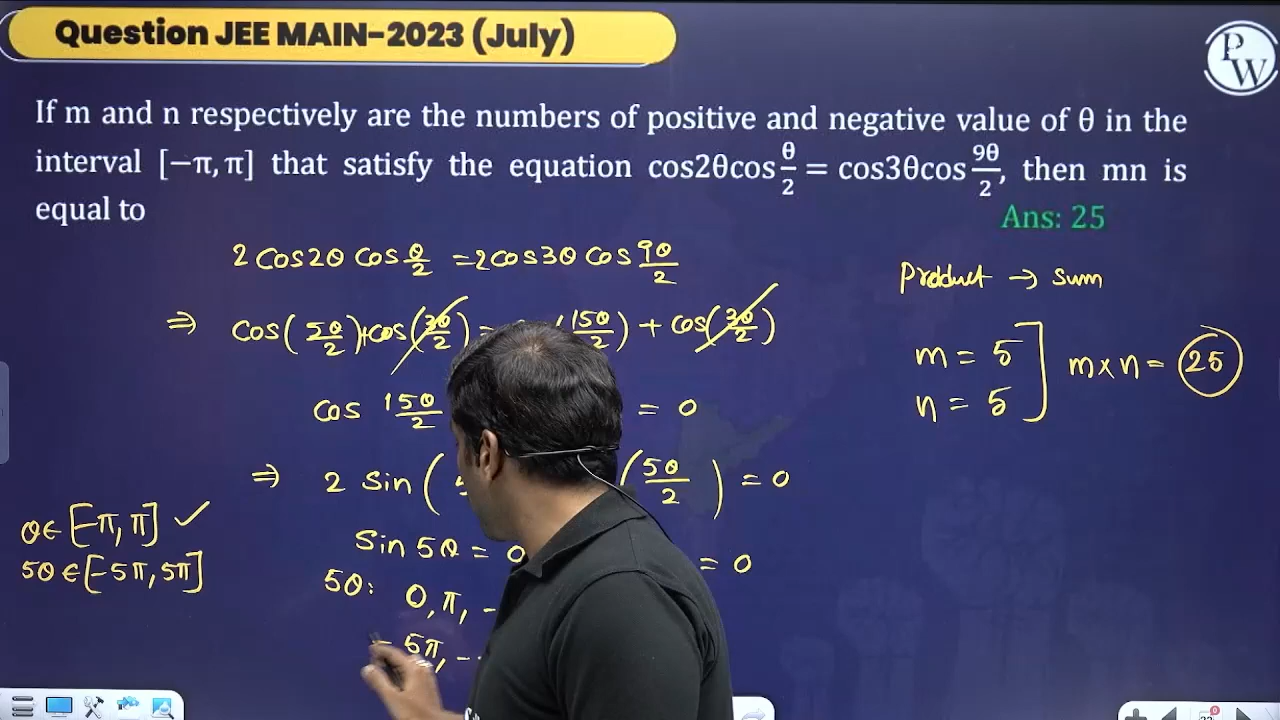 Question JEE MAIN-2023 (July)
PW
If m and n respectively are the numbers of positive and negative value of θ in the
interval [−π, π] that satisfy the equation cos2θcos θ/2 = cos3θcos 9θ/2, then mn is
equal to
Ans: 25
2 Cos2θ Cos θ/2 = 2cos3θ Cos 9θ/2
⇒ Cos(5θ/2) + cos(3θ/2) = (15θ/2) + cos(3θ/2)
Cos 15θ/2 = 0
⇒ 2 Sin( (5θ/2) = 0
Sin 5θ = 0 = 0
5θ: 0, π, -
- 5π, - -
θ ∈ [-π, π] ✓
5θ ∈ [-5π, 5π]
Product → Sum
m = 5
n = 5
] m × n = 25